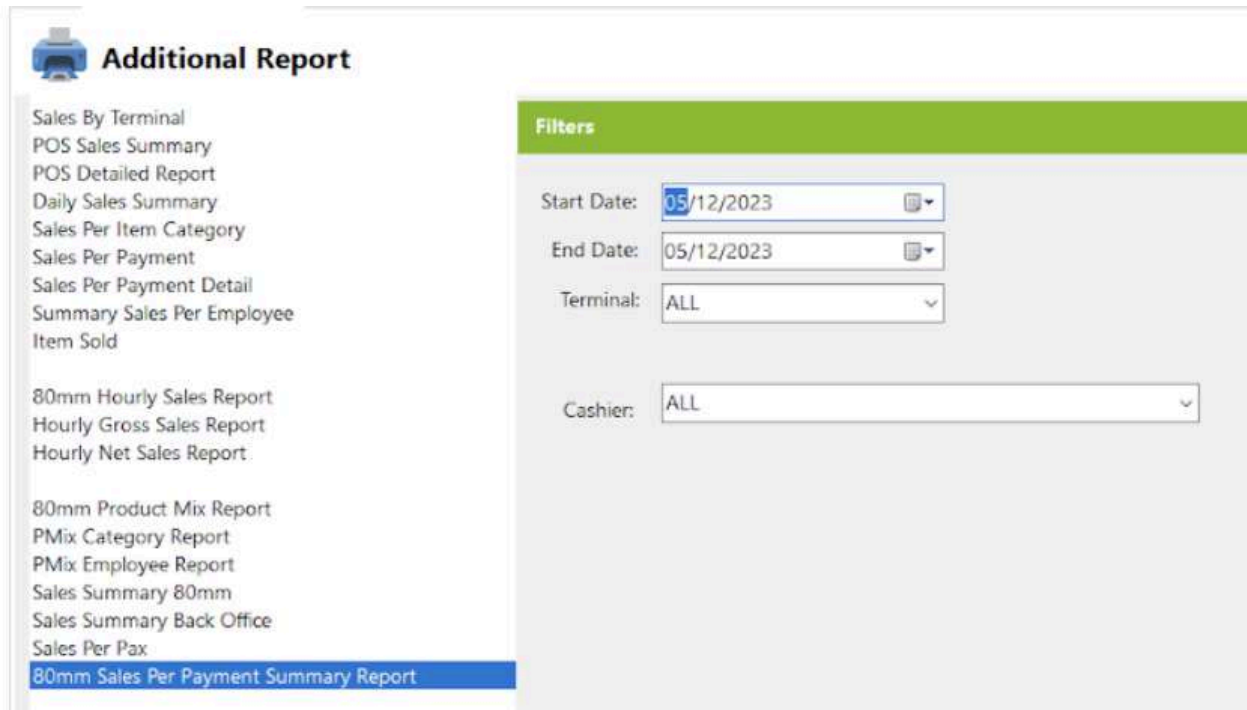 Additional Report
Sales By Terminal
POS Sales Summary
POS Detailed Report
Daily Sales Summary
Sales Per Item Category
Sales Per Payment
Sales Per Payment Detail
Summary Sales Per Employee
Item Sold
80mm Hourly Sales Report
Hourly Gross Sales Report
Hourly Net Sales Report
80mm Product Mix Report
PMix Category Report
PMix Employee Report
Sales Summary 80mm
Sales Summary Back Office
Sales Per Pax
80mm Sales Per Payment Summary Report
Filters
Start Date: 05/12/2023
End Date: 05/12/2023
Terminal: ALL
Cashier: ALL